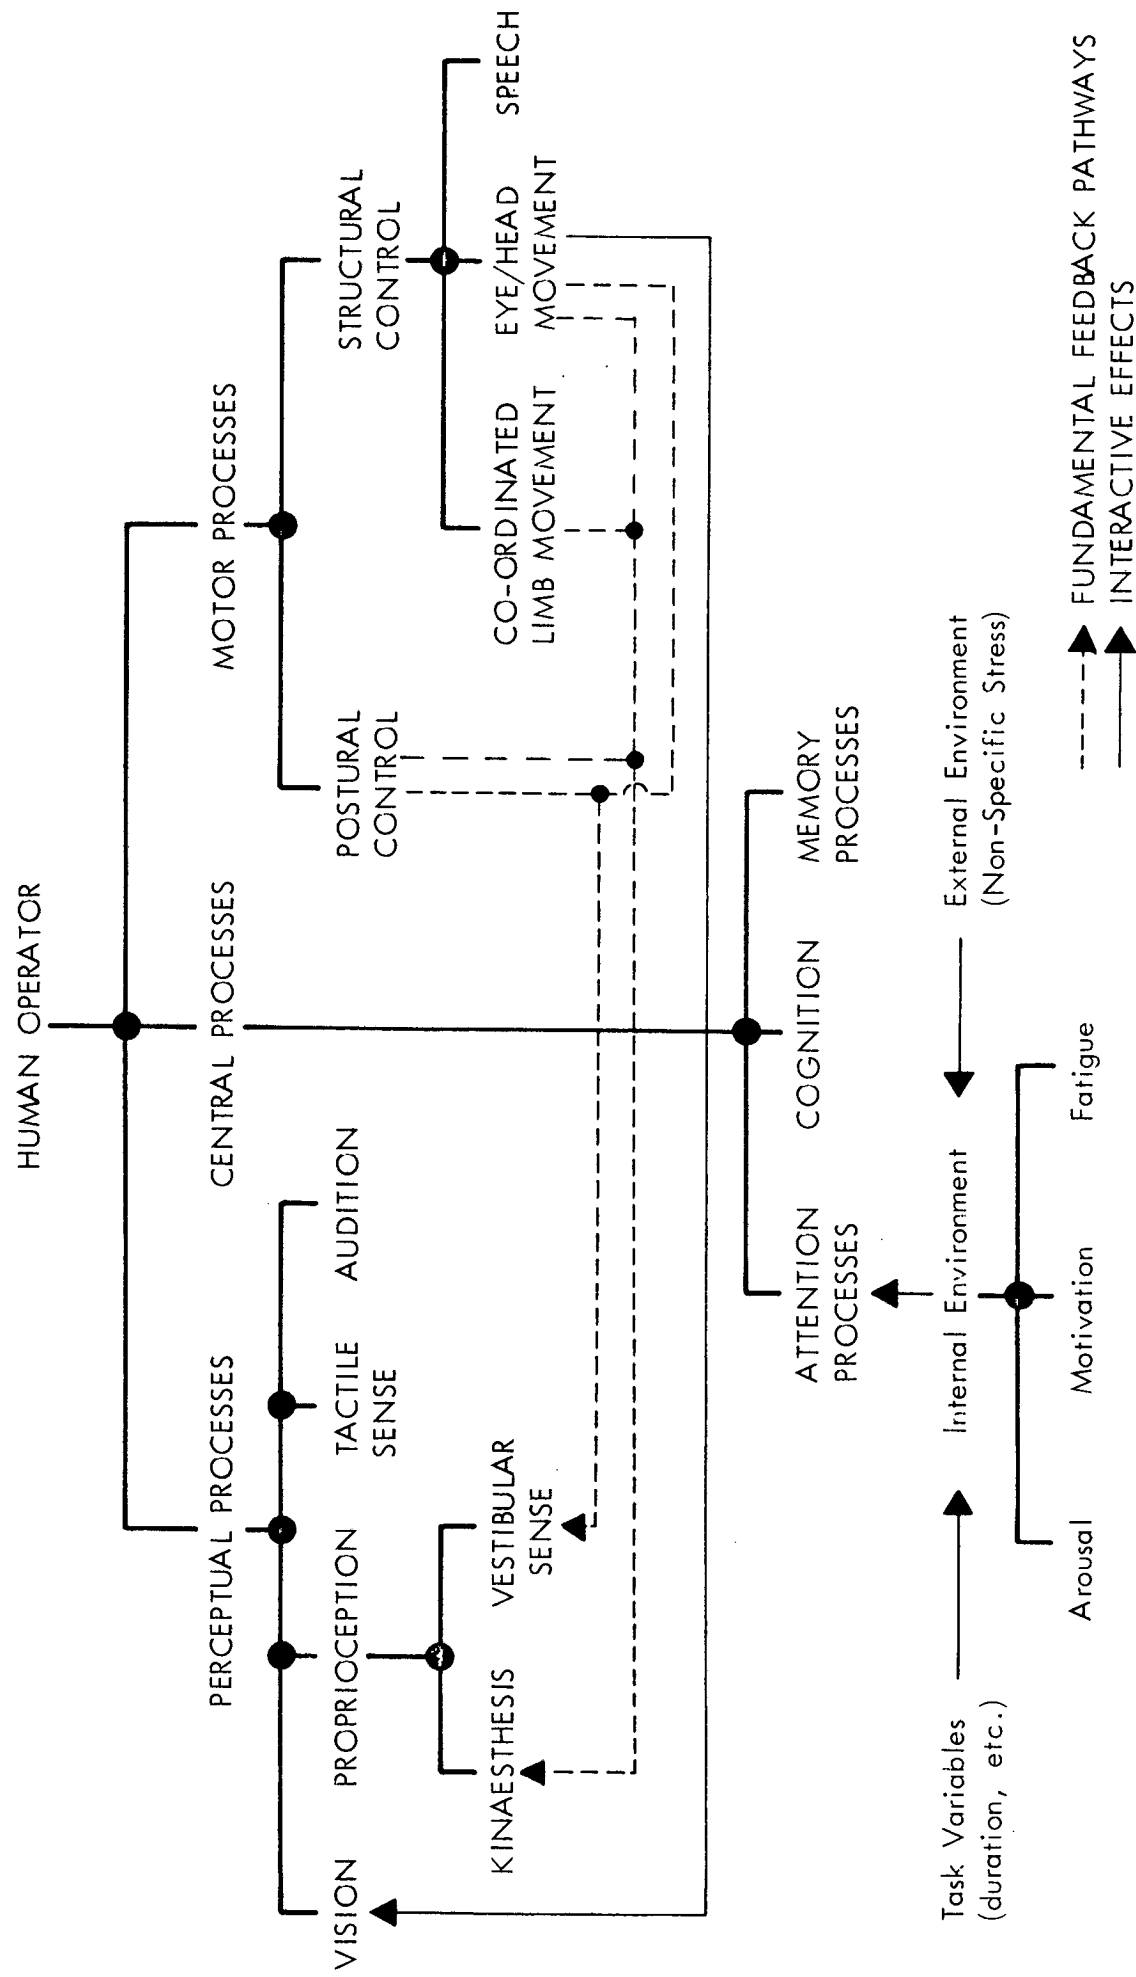 HUMAN OPERATOR
PERCEPTUAL PROCESSES
CENTRAL PROCESSES
MOTOR PROCESSES
VISION
PROPRIOCEPTION
TACTILE
SENSE
AUDITION
POSTURAL
CONTROL
STRUCTURAL
CONTROL
KINAESTHESIS
VESTIBULAR
SENSE
CO-ORDINATED
LIMB MOVEMENT
EYE/HEAD
MOVEMENT
SPEECH
ATTENTION
PROCESSES
COGNITION
MEMORY
PROCESSES
Task Variables
(duration, etc.)
Internal Environment
External Environment
(Non-Specific Stress)
Arousal
Motivation
Fatigue
FUNDAMENTAL FEEDBACK PATHWAYS
INTERACTIVE EFFECTS